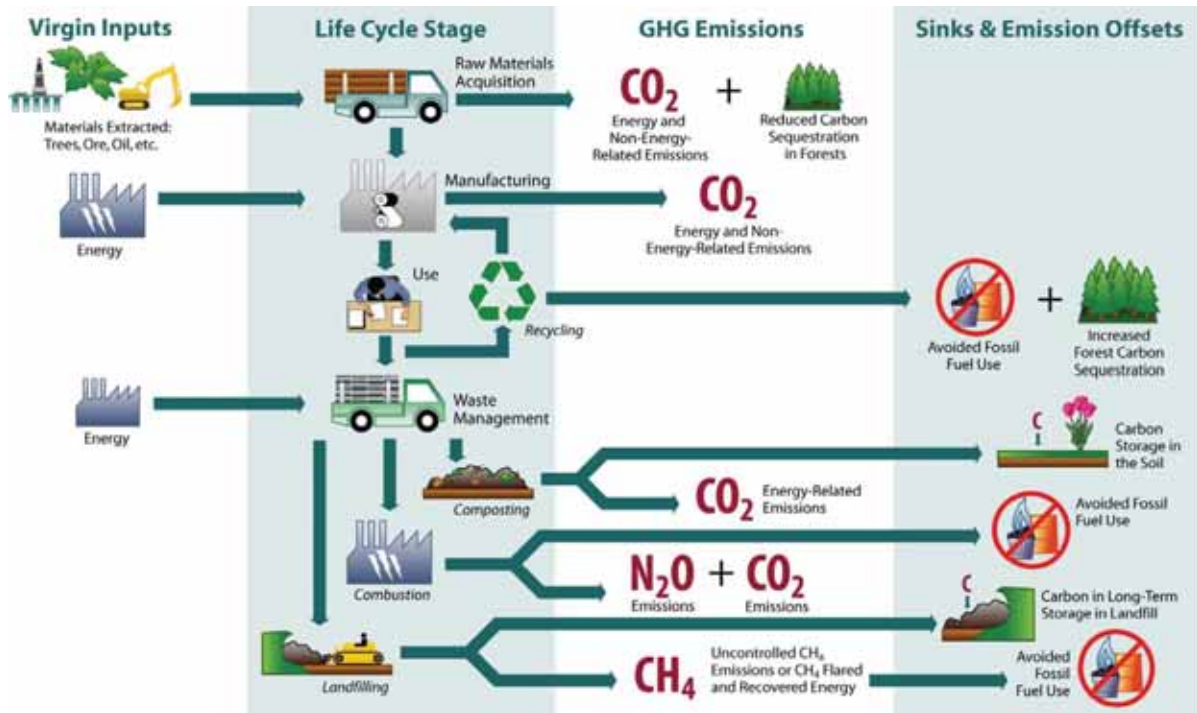 Virgin Inputs
Life Cycle Stage
GHG Emissions
Sinks & Emission Offsets
Materials Extracted:
Trees, Ore, Oil, etc.
Raw Materials
Acquisition
CO₂
Energy and
Non-Energy-
Related Emissions
+
Reduced Carbon
Sequestration
in Forests
Energy
Manufacturing
CO₂
Energy and Non-
Energy-Related Emissions
Use
Recycling
Avoided Fossil
Fuel Use
+
Increased
Forest Carbon
Sequestration
Energy
Waste
Management
Composting
C
Carbon
Storage in
the Soil
CO₂
Energy-Related
Emissions
Combustion
Avoided Fossil
Fuel Use
N₂O + CO₂
Emissions
Emissions
Landfilling
C
Carbon in Long-Term
Storage in Landfill
CH₄
Uncontrolled CH₄
Emissions or CH₄ Flared
and Recovered Energy
Avoided
Fossil
Fuel Use